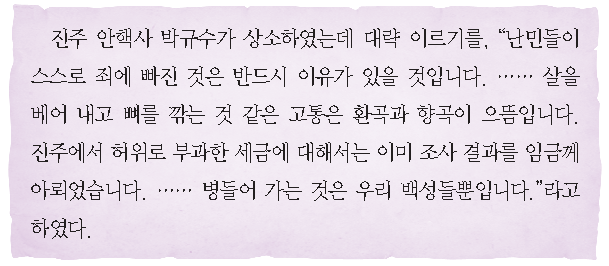 진주 안핵사 박규수가 상소하였는데 대략 이르기를, “난민들이
스스로 죄에 빠진 것은 반드시 이유가 있을 것입니다. …… 살을
베어 내고 뼈를 깎는 것 같은 고통은 환곡과 향곡이 으뜸입니다.
진주에서 허위로 부과한 세금에 대해서는 이미 조사 결과를 임금께
아뢰었습니다. …… 병들어 가는 것은 우리 백성들뿐입니다.”라고
하였다.